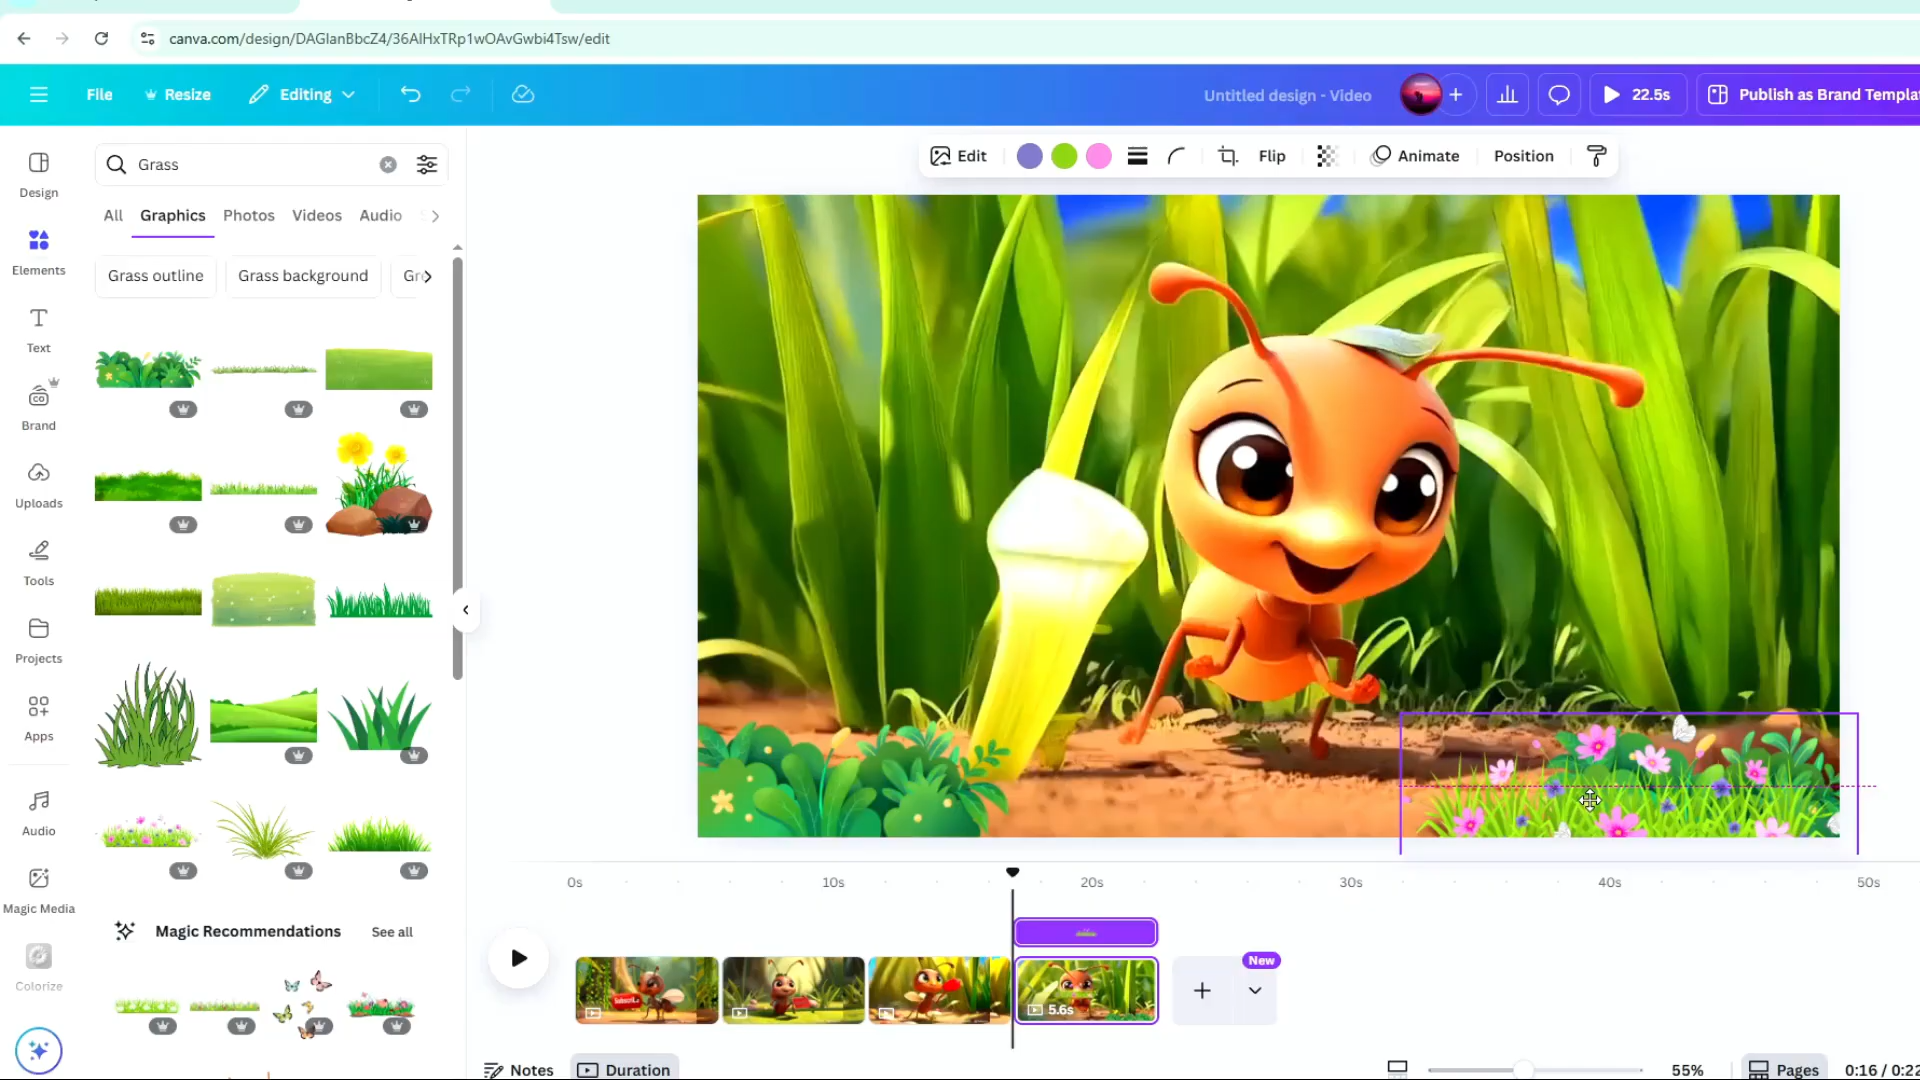 canva.com/design/DAGlanBbcZ4/36AlHxTRp1wOAvGwbi4Tsw/edit
File
Resize
Editing
Untitled design - Video
22.5s
Publish as Brand Templa
Design
Elements
Text
Brand
Uploads
Tools
Projects
Apps
Audio
Magic Media
Colorize
Grass
All
Graphics
Photos
Videos
Audio
Grass outline
Grass background
Gr
Magic Recommendations
See all
Edit
Flip
Animate
Position
0s
10s
20s
30s
40s
50s
Subscribe
5.6s
New
Notes
Duration
55%
Pages
0:16 / 0:22